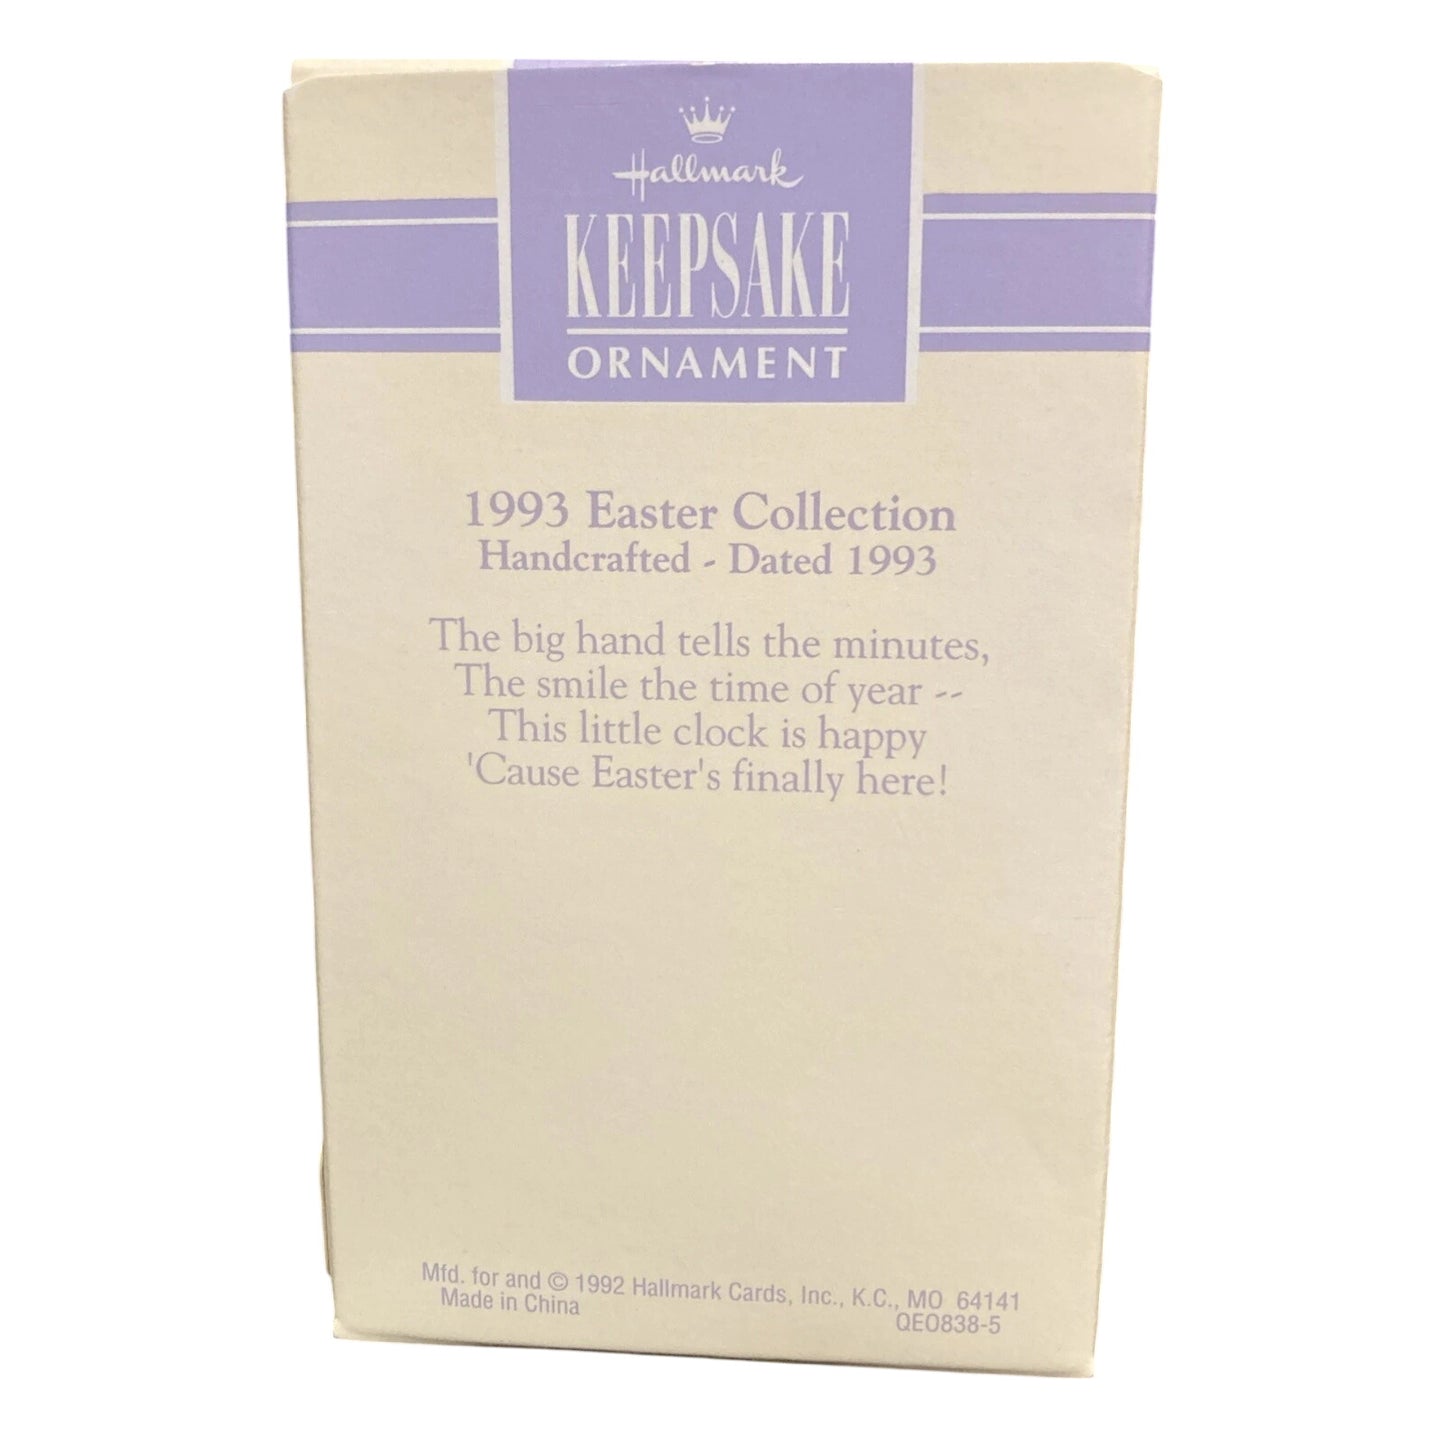 Hallmark
KEEPSAKE
ORNAMENT
1993 Easter Collection
Handcrafted - Dated 1993
The big hand tells the minutes,
The smile the time of year --
This little clock is happy
'Cause Easter's finally here!
Mfd. for and © 1992 Hallmark Cards, Inc., K.C., MO 64141
Made in China
QEO838-5